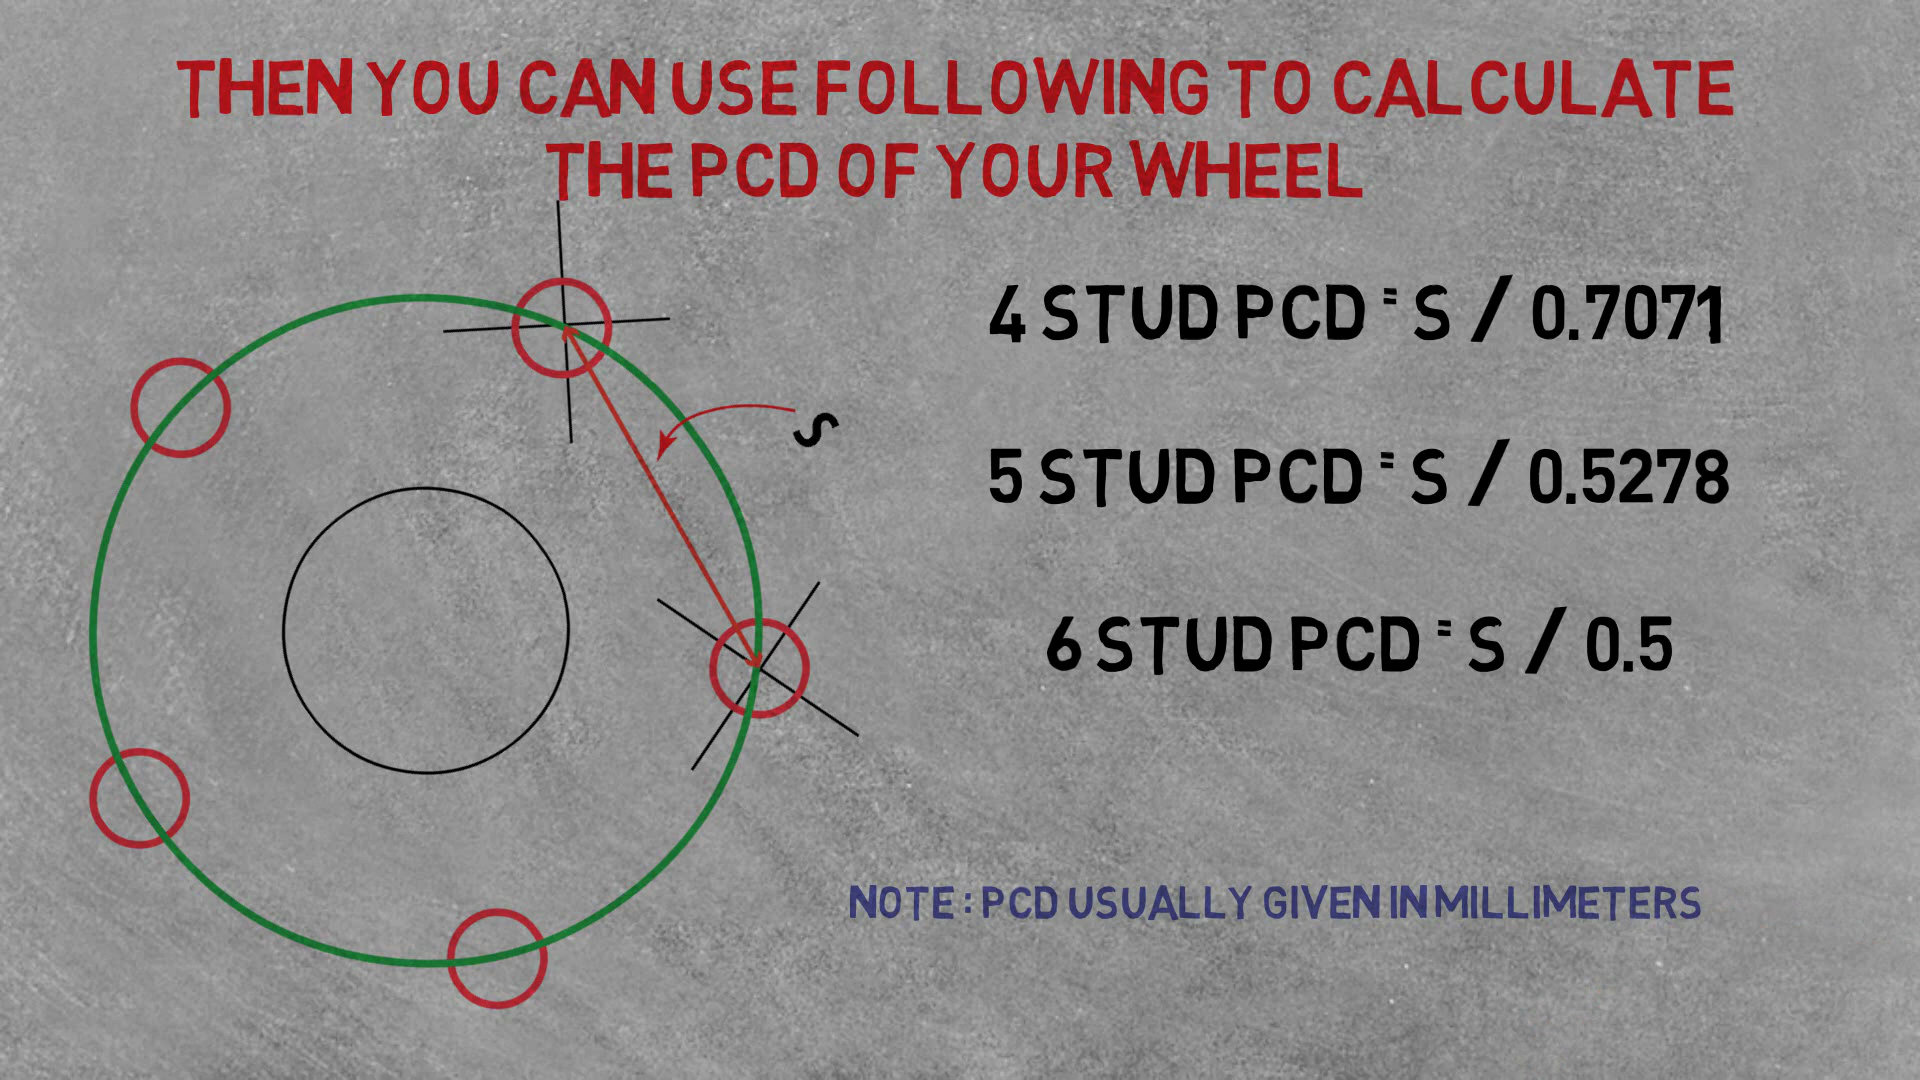 THEN YOU CAN USE FOLLOWING TO CALCULATE
THE PCD OF YOUR WHEEL
S
4 STUD PCD = S / 0.7071
5 STUD PCD = S / 0.5278
6 STUD PCD = S / 0.5
NOTE : PCD USUALLY GIVEN IN MILLIMETERS